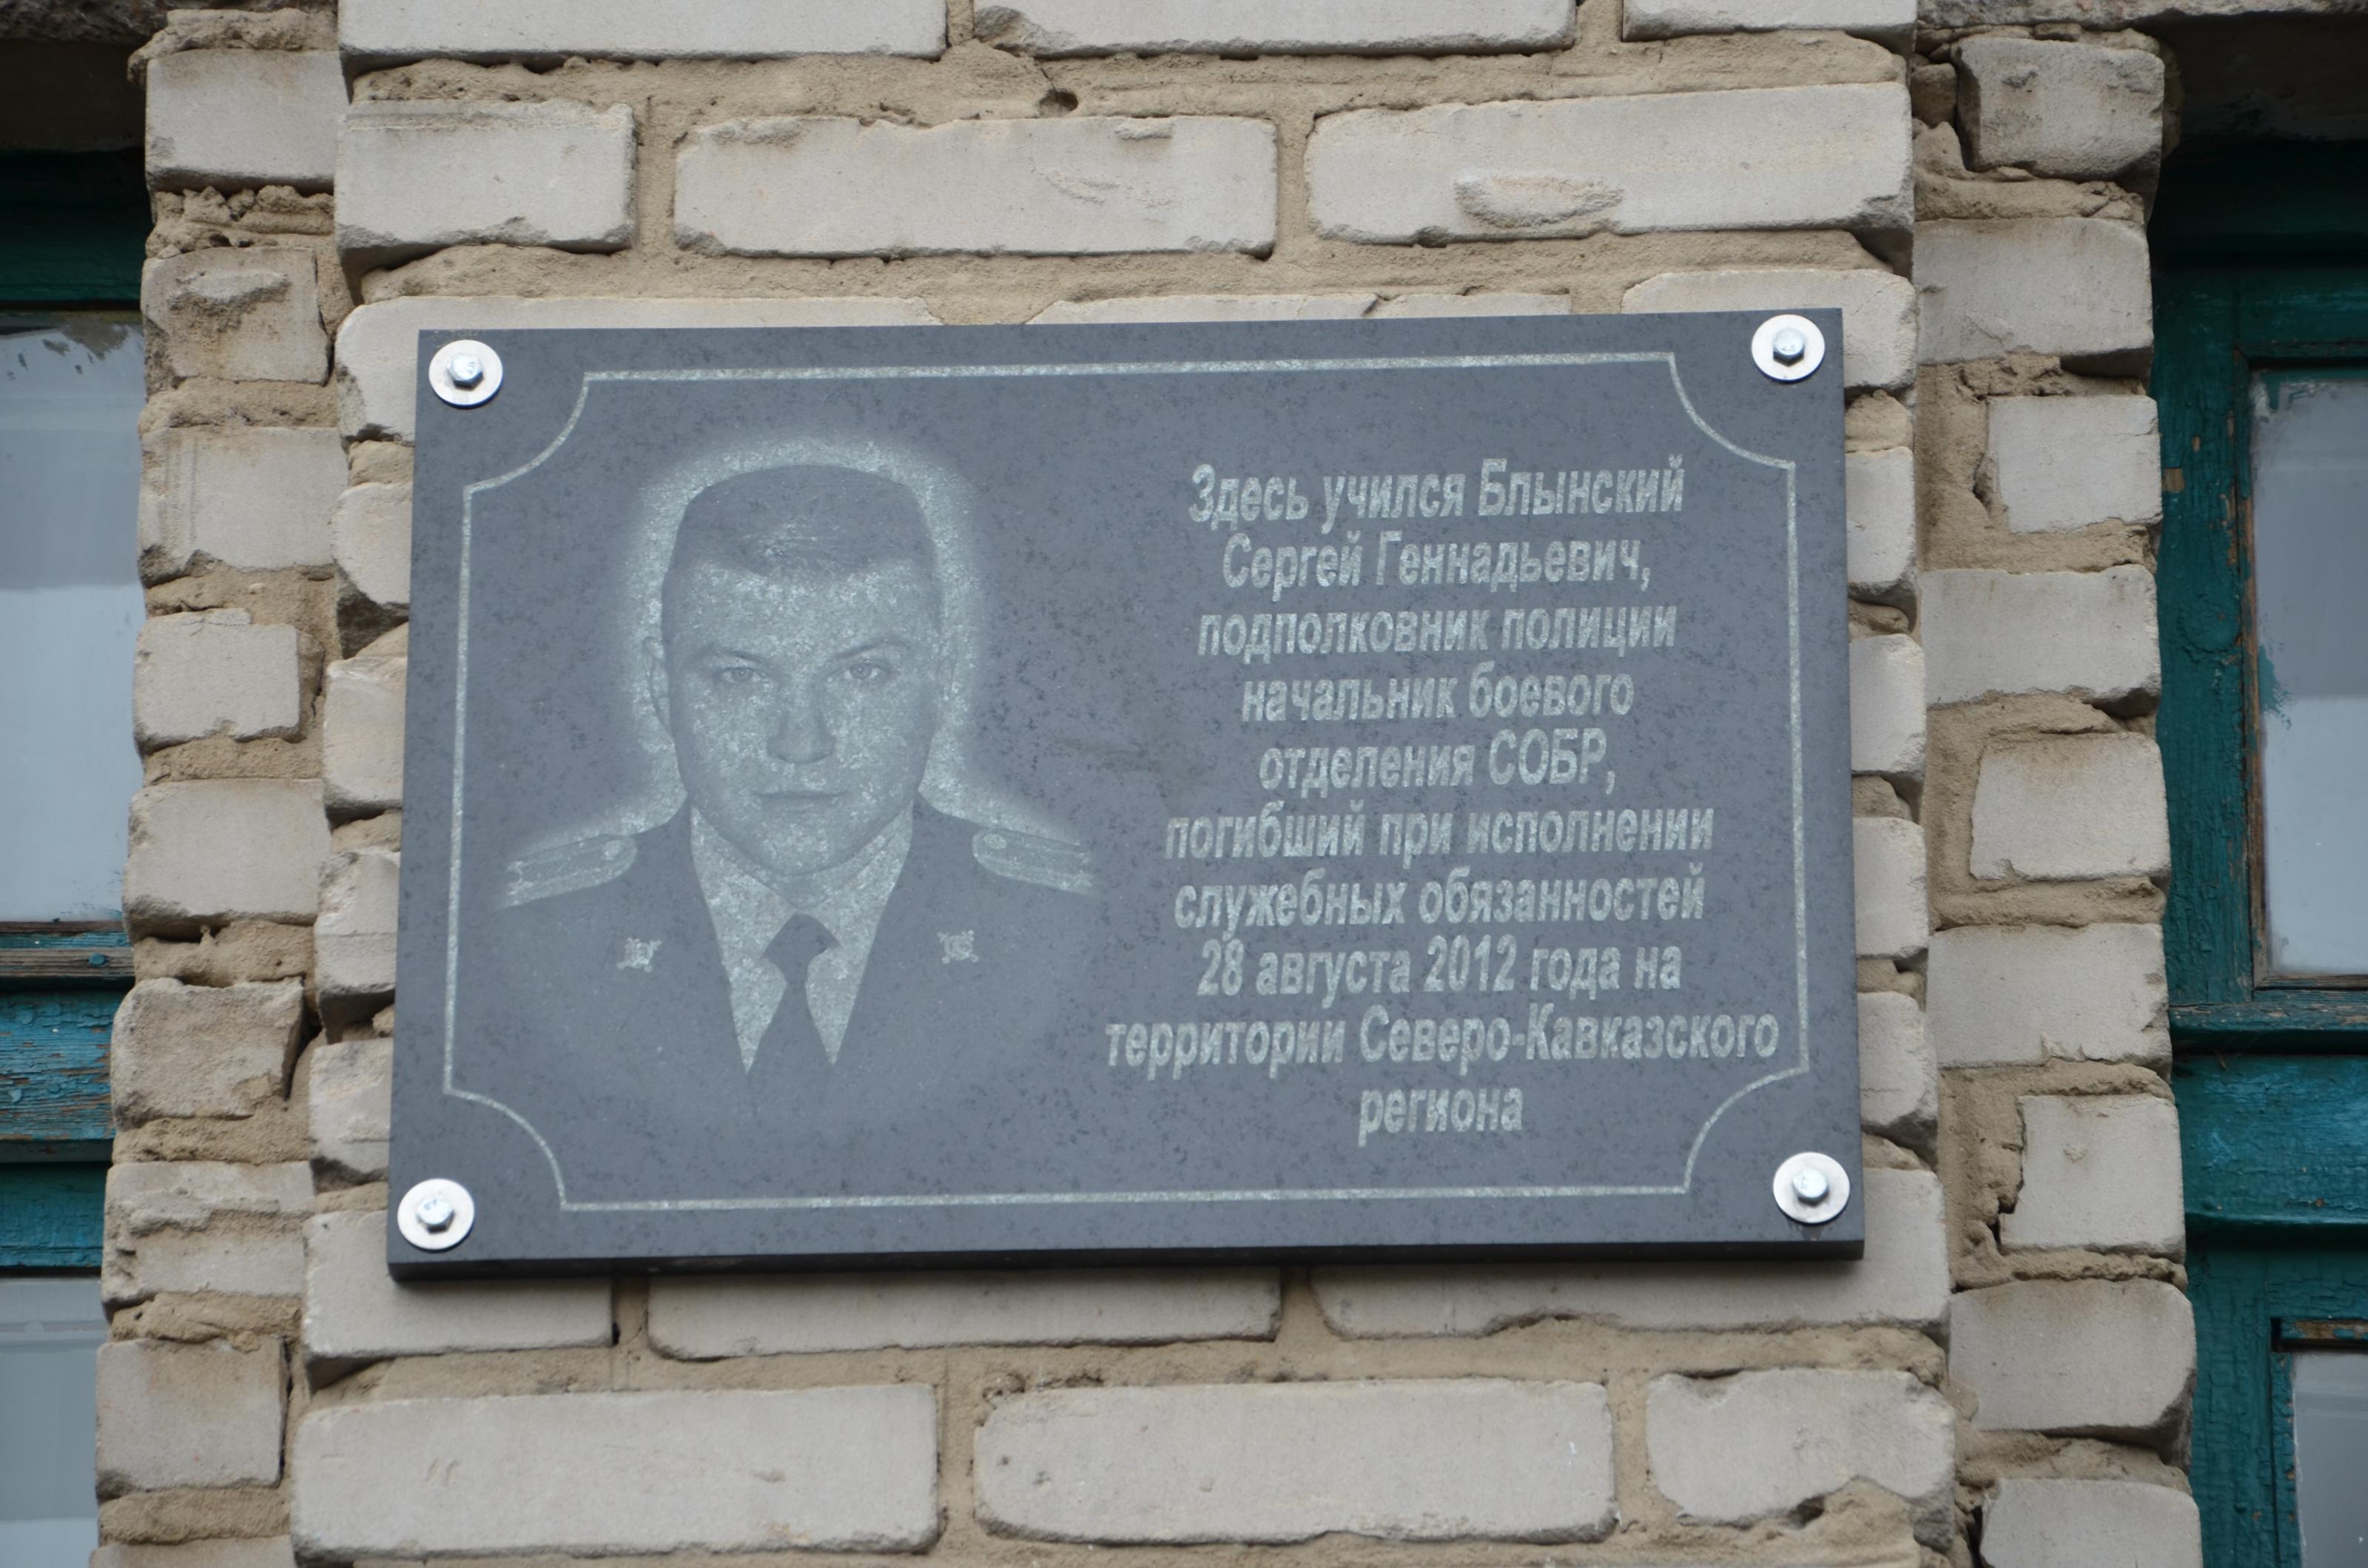 Здесь учился Блынский
Сергей Геннадьевич,
подполковник полиции
начальник боевого
отделения СОБР,
погибший при исполнении
служебных обязанностей
28 августа 2012 года на
территории Северо-Кавказского
региона